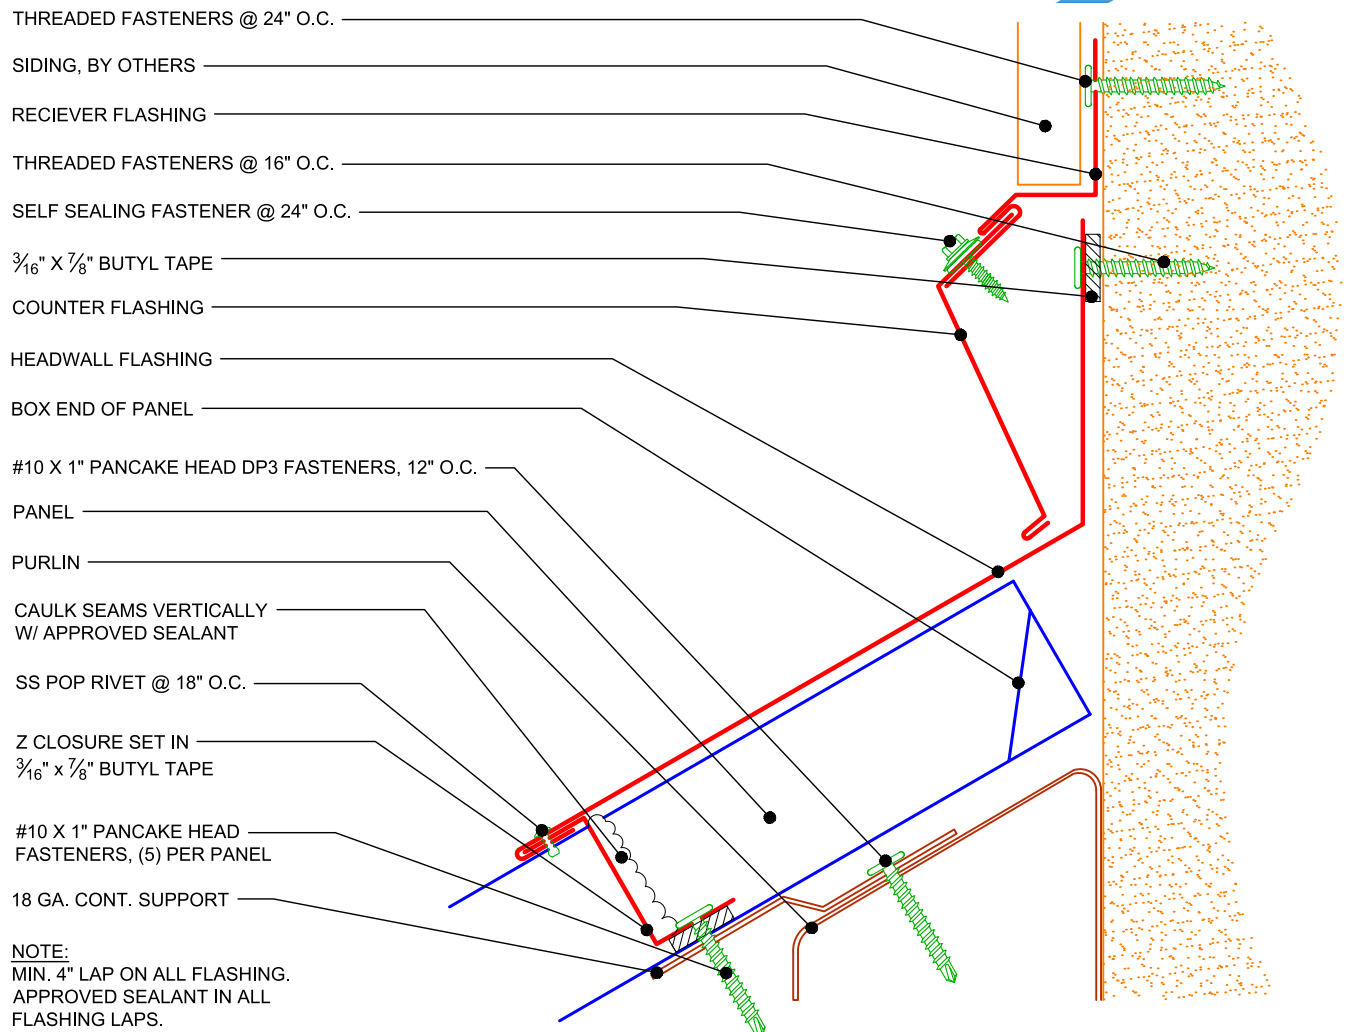 THREADED FASTENERS @ 24" O.C.
SIDING, BY OTHERS
RECIEVER FLASHING
THREADED FASTENERS @ 16" O.C.
SELF SEALING FASTENER @ 24" O.C.
3/16" X 7/8" BUTYL TAPE
COUNTER FLASHING
HEADWALL FLASHING
BOX END OF PANEL
#10 X 1" PANCAKE HEAD DP3 FASTENERS, 12" O.C.
PANEL
PURLIN
CAULK SEAMS VERTICALLY
W/ APPROVED SEALANT
SS POP RIVET @ 18" O.C.
Z CLOSURE SET IN
3/16" x 7/8" BUTYL TAPE
#10 X 1" PANCAKE HEAD
FASTENERS, (5) PER PANEL
18 GA. CONT. SUPPORT
NOTE:
MIN. 4" LAP ON ALL FLASHING.
APPROVED SEALANT IN ALL
FLASHING LAPS.